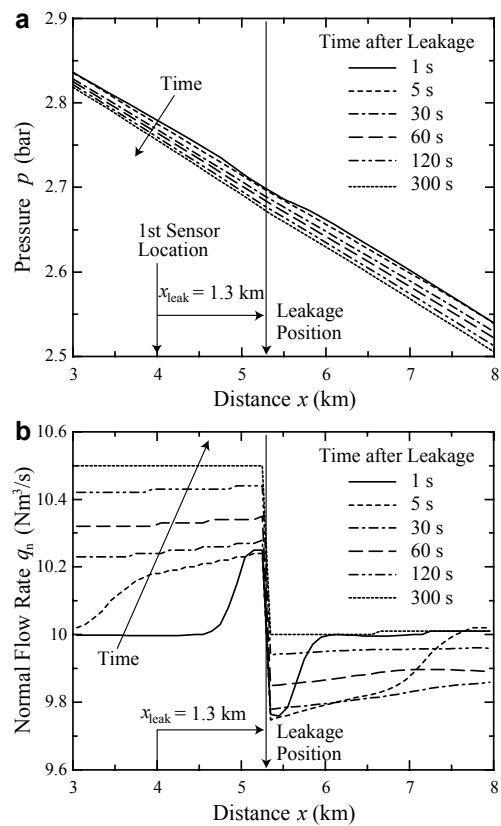 a
2.9
2.8
2.7
2.6
2.5
Pressure p (bar)
Time after Leakage
1 s
5 s
30 s
60 s
120 s
300 s
Time
1st Sensor
Location
xleak = 1.3 km
Leakage
Position
3 4 5 6 7 8
Distance x (km)
b
10.6
10.4
10.2
10
9.8
9.6
Normal Flow Rate qn (Nm³/s)
Time after Leakage
1 s
5 s
30 s
60 s
120 s
300 s
Time
xleak = 1.3 km
Leakage
Position
3 4 5 6 7 8
Distance x (km)